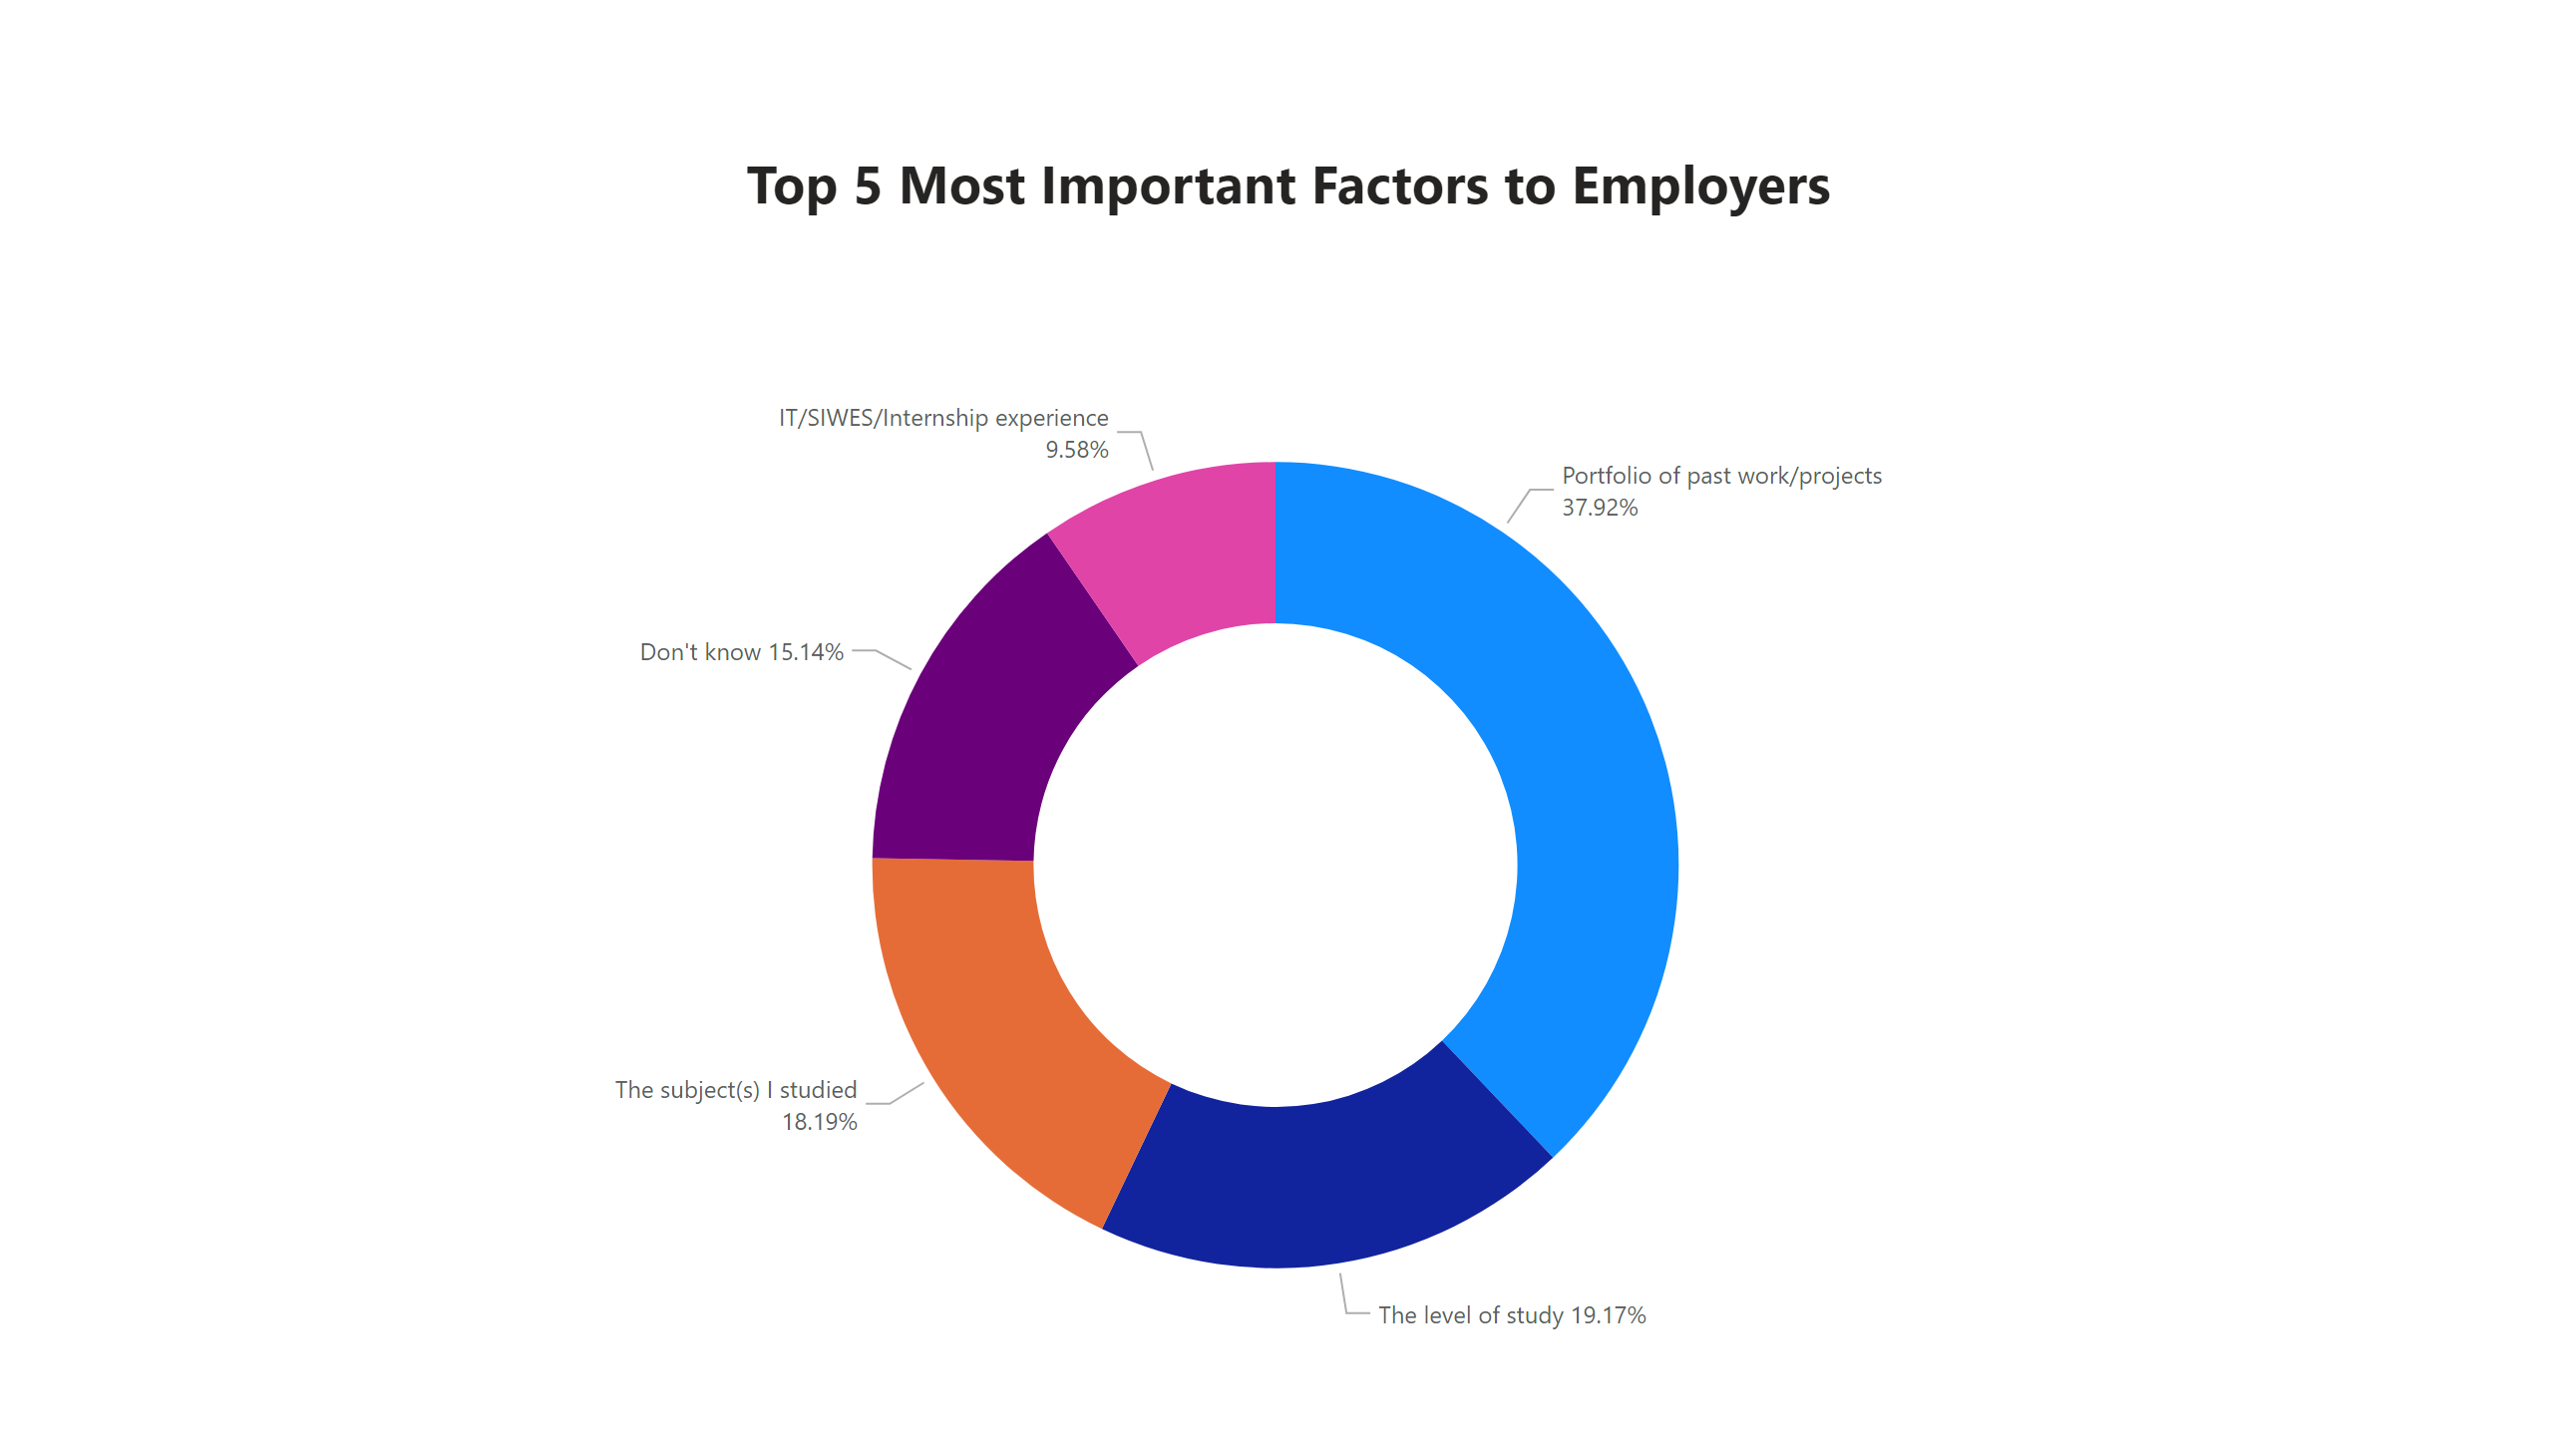 Top 5 Most Important Factors to Employers
IT/SIWES/Internship experience
9.58%
Portfolio of past work/projects
37.92%
Don't know 15.14%
The subject(s) I studied
18.19%
The level of study 19.17%